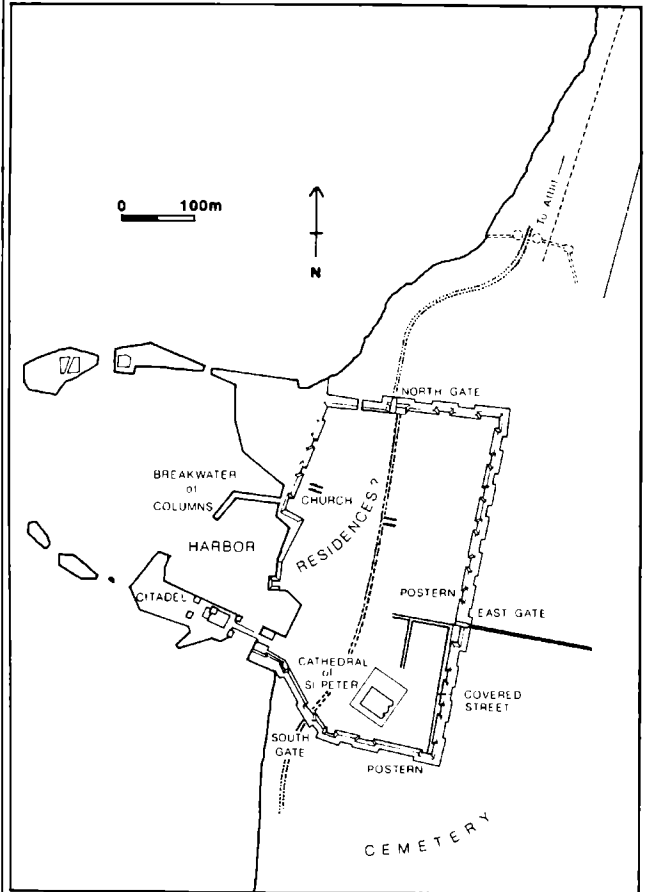 To Atlit
0 100m
N
NORTH GATE
BREAKWATER
of
COLUMNS
CHURCH
RESIDENCES?
HARBOR
CITADEL
POSTERN
EAST GATE
CATHEDRAL
of
St. PETER
COVERED
STREET
SOUTH
GATE
POSTERN
CEMETERY